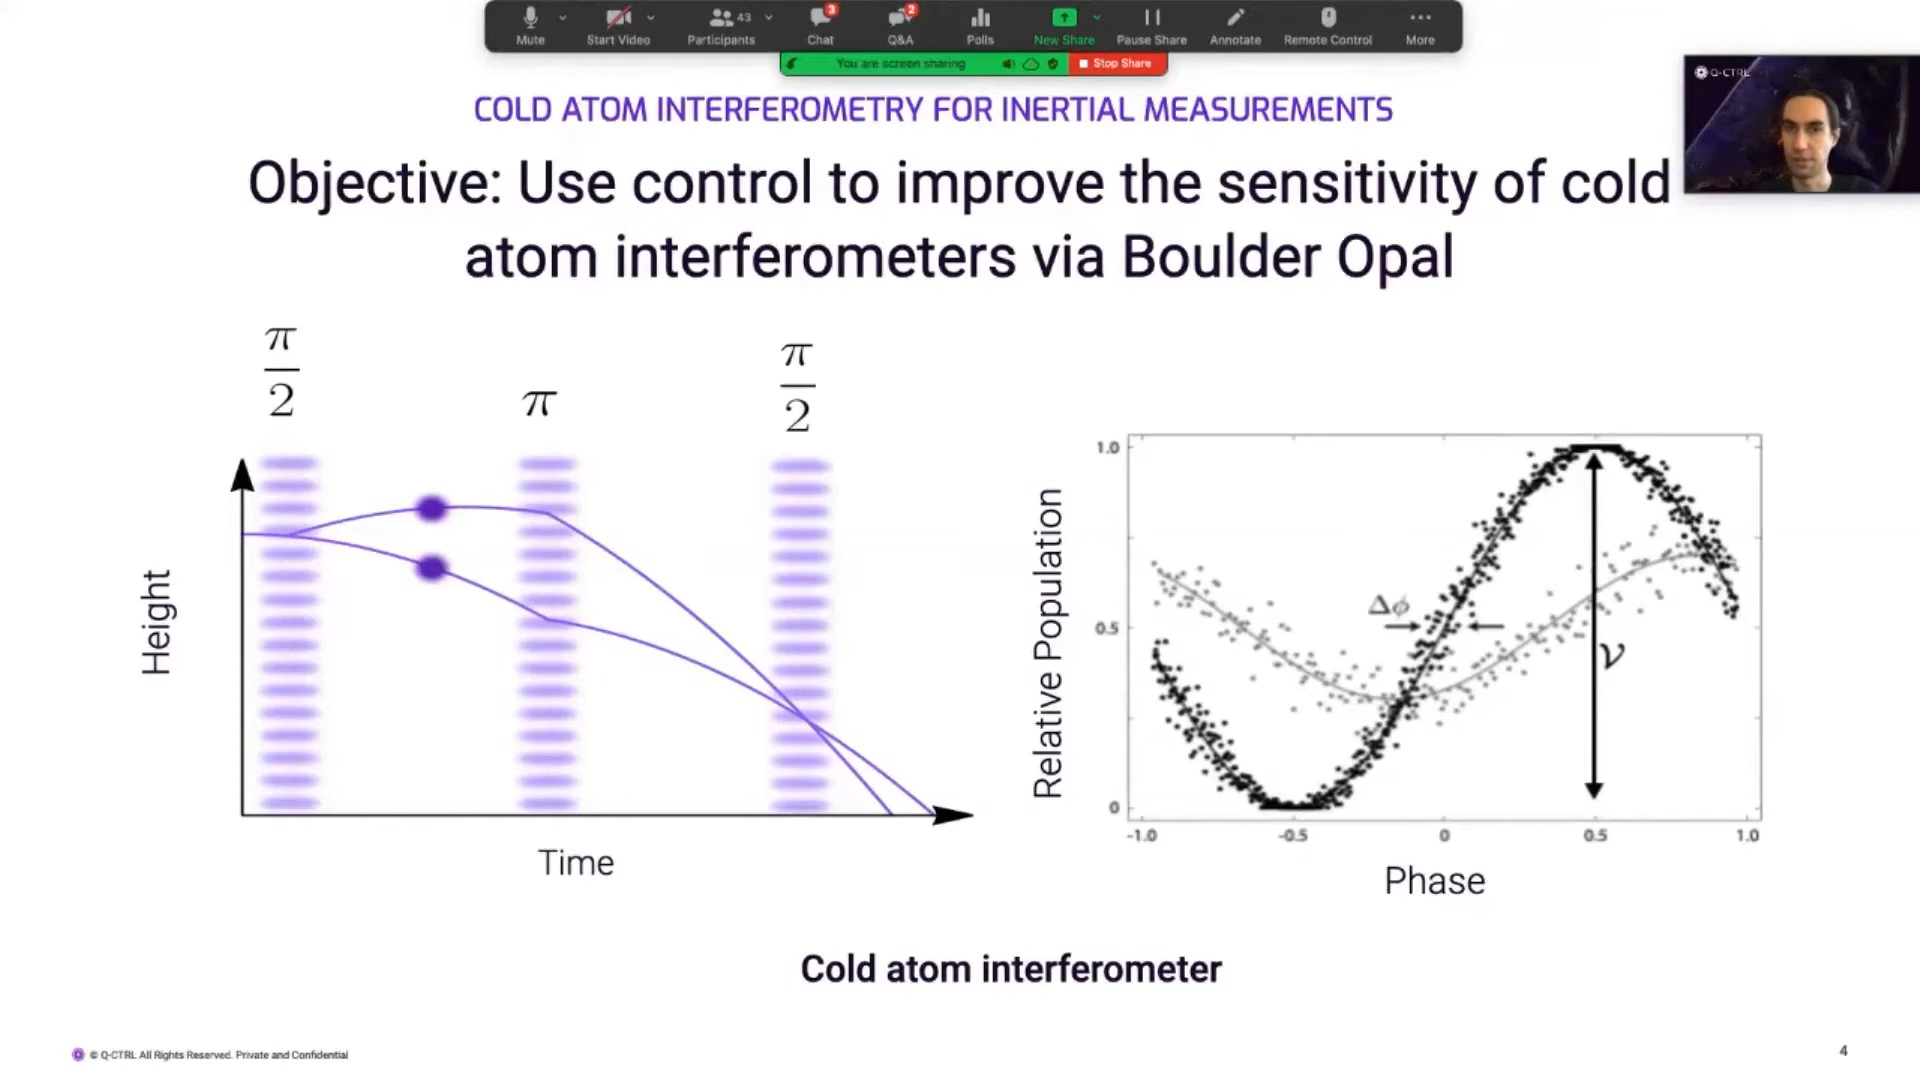 Mute
Start Video
43
Participants
3
Chat
2
Q&A
Polls
New Share
Pause Share
Annotate
Remote Control
More
You are screen sharing
Stop Share
Q-CTRL
COLD ATOM INTERFEROMETRY FOR INERTIAL MEASUREMENTS
Objective: Use control to improve the sensitivity of cold
atom interferometers via Boulder Opal
π/2
π
π/2
Height
Time
Relative Population
1.0
0.5
0
Δϕ
𝒱
-1.0
-0.5
0
0.5
1.0
Phase
Cold atom interferometer
© Q-CTRL All Rights Reserved. Private and Confidential
4